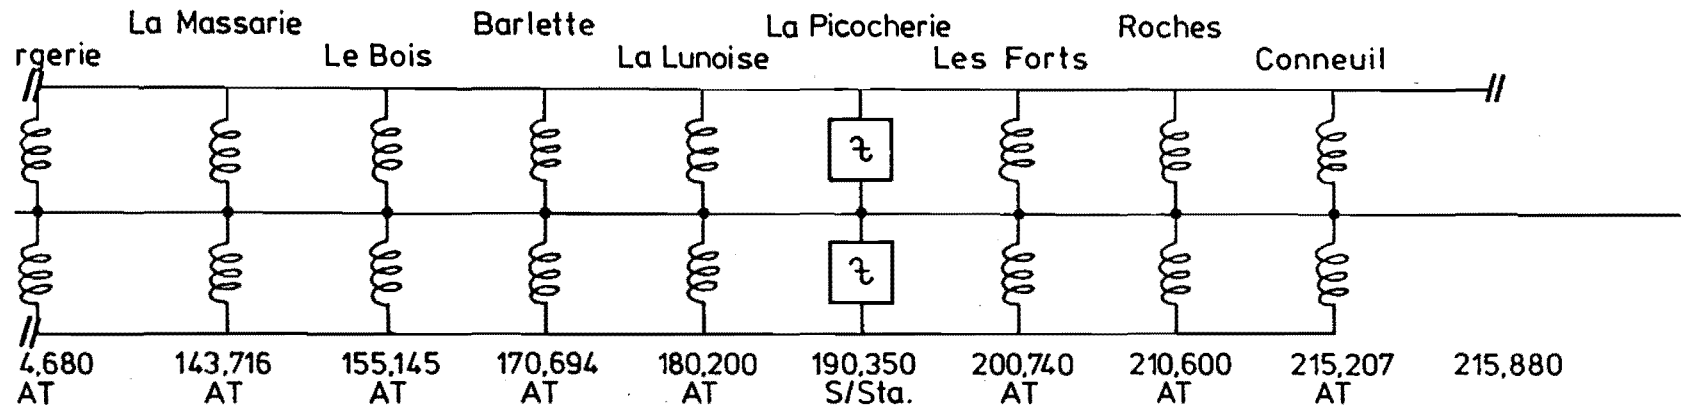 La Massarie Barlette La Picocherie Roches
rgerie Le Bois La Lunoise Les Forts Conneuil
4,680 143,716 155,145 170,694 180,200 190,350 200,740 210,600 215,207 215,880
AT AT AT AT AT S/Sta. AT AT AT